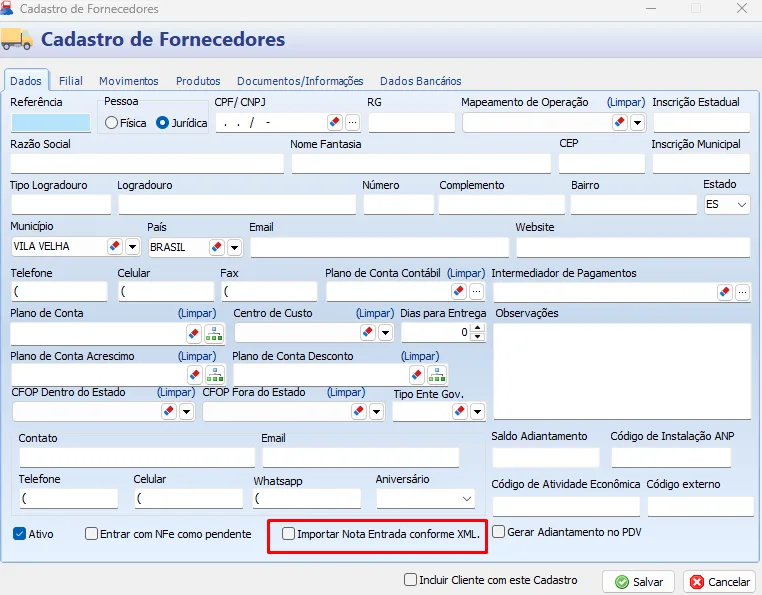 Cadastro de Fornecedores
Cadastro de Fornecedores
Dados Filial Movimentos Produtos Documentos/Informações Dados Bancários
Referência Pessoa CPF/ CNPJ RG Mapeamento de Operação (Limpar) Inscrição Estadual
Física Jurídica . . / - ...
Razão Social Nome Fantasia CEP Inscrição Municipal
Tipo Logradouro Logradouro Número Complemento Bairro Estado
ES
Município País Email Website
VILA VELHA BRASIL
Telefone Celular Fax Plano de Conta Contábil (Limpar) Intermediador de Pagamentos
( ( ( ... ...
Plano de Conta (Limpar) Centro de Custo (Limpar) Dias para Entrega Observações
0
Plano de Conta Acrescimo (Limpar) Plano de Conta Desconto (Limpar)
CFOP Dentro do Estado (Limpar) CFOP Fora do Estado (Limpar) Tipo Ente Gov.
Contato Email Saldo Adiantamento Código de Instalação ANP
Telefone Celular Whatsapp Aniversário Código de Atividade Econômica Código externo
( ( (
Ativo Entrar com NFe como pendente Importar Nota Entrada conforme XML. Gerar Adiantamento no PDV
Incluir Cliente com este Cadastro Salvar Cancelar